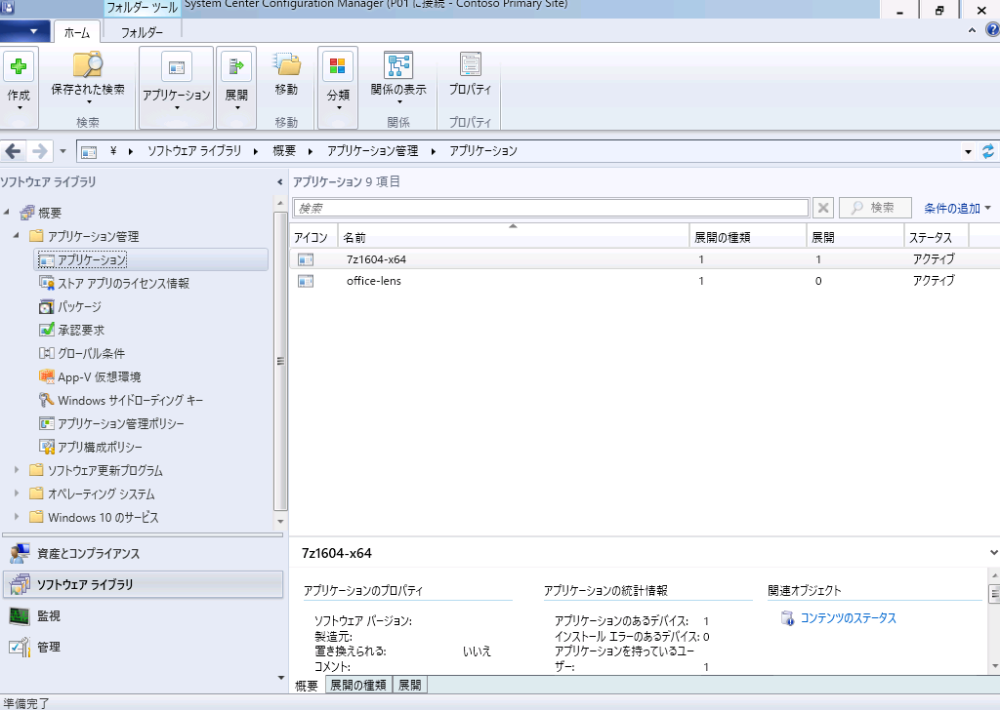 フォルダー ツール
System Center Configuration Manager (P01 に接続 - Contoso Primary Site)
ホーム
フォルダー
作成
保存された検索
アプリケーション
展開
移動
分類
関係の表示
プロパティ
検索
移動
関係
プロパティ
¥ ソフトウェア ライブラリ 概要 アプリケーション管理 アプリケーション
ソフトウェア ライブラリ
概要
アプリケーション管理
アプリケーション
ストア アプリのライセンス情報
パッケージ
承認要求
グローバル条件
App-V 仮想環境
Windows サイドローディング キー
アプリケーション管理ポリシー
アプリ構成ポリシー
ソフトウェア更新プログラム
オペレーティング システム
Windows 10 のサービス
資産とコンプライアンス
ソフトウェア ライブラリ
監視
管理
アプリケーション 9 項目
検索
検索
条件の追加
アイコン 名前 展開の種類 展開 ステータス
7z1604-x64 1 1 アクティブ
office-lens 1 0 アクティブ
7z1604-x64
アプリケーションのプロパティ
ソフトウェア バージョン:
製造元:
置き換えられる: いいえ
コメント:
アプリケーションの統計情報
アプリケーションのあるデバイス: 1
インストール エラーのあるデバイス: 0
アプリケーションを持っているユー
ザー: 1
関連オブジェクト
コンテンツのステータス
概要 展開の種類 展開
準備完了